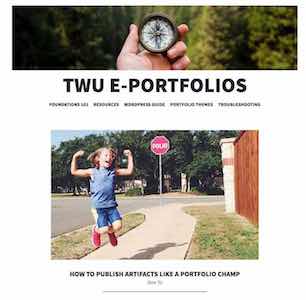 TWU E-PORTFOLIOS
FOUNDATIONS 101 RESOURCES WORDPRESS GUIDE PORTFOLIO THEMES TROUBLESHOOTING
FOLIO
HOW TO PUBLISH ARTIFACTS LIKE A PORTFOLIO CHAMP
How To